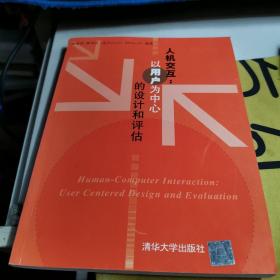 人机交互：
以用户为中心
的设计和评估
Human-Computer Interaction:
User Centered Design and Evaluation
清华大学出版社